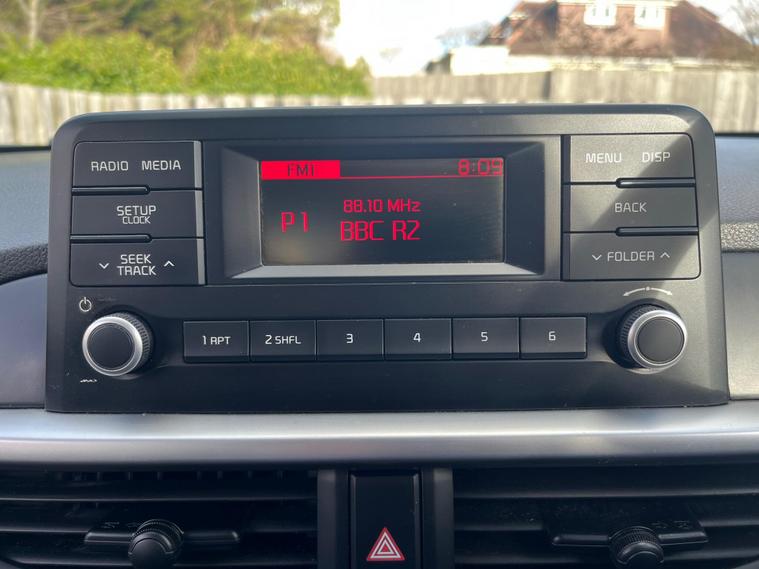 RADIO MEDIA
SETUP
CLOCK
SEEK
TRACK
FM1 8:09
88.10 MHz
P1
BBC R2
MENU DISP
BACK
FOLDER
1 RPT
2 SHFL
3
4
5
6